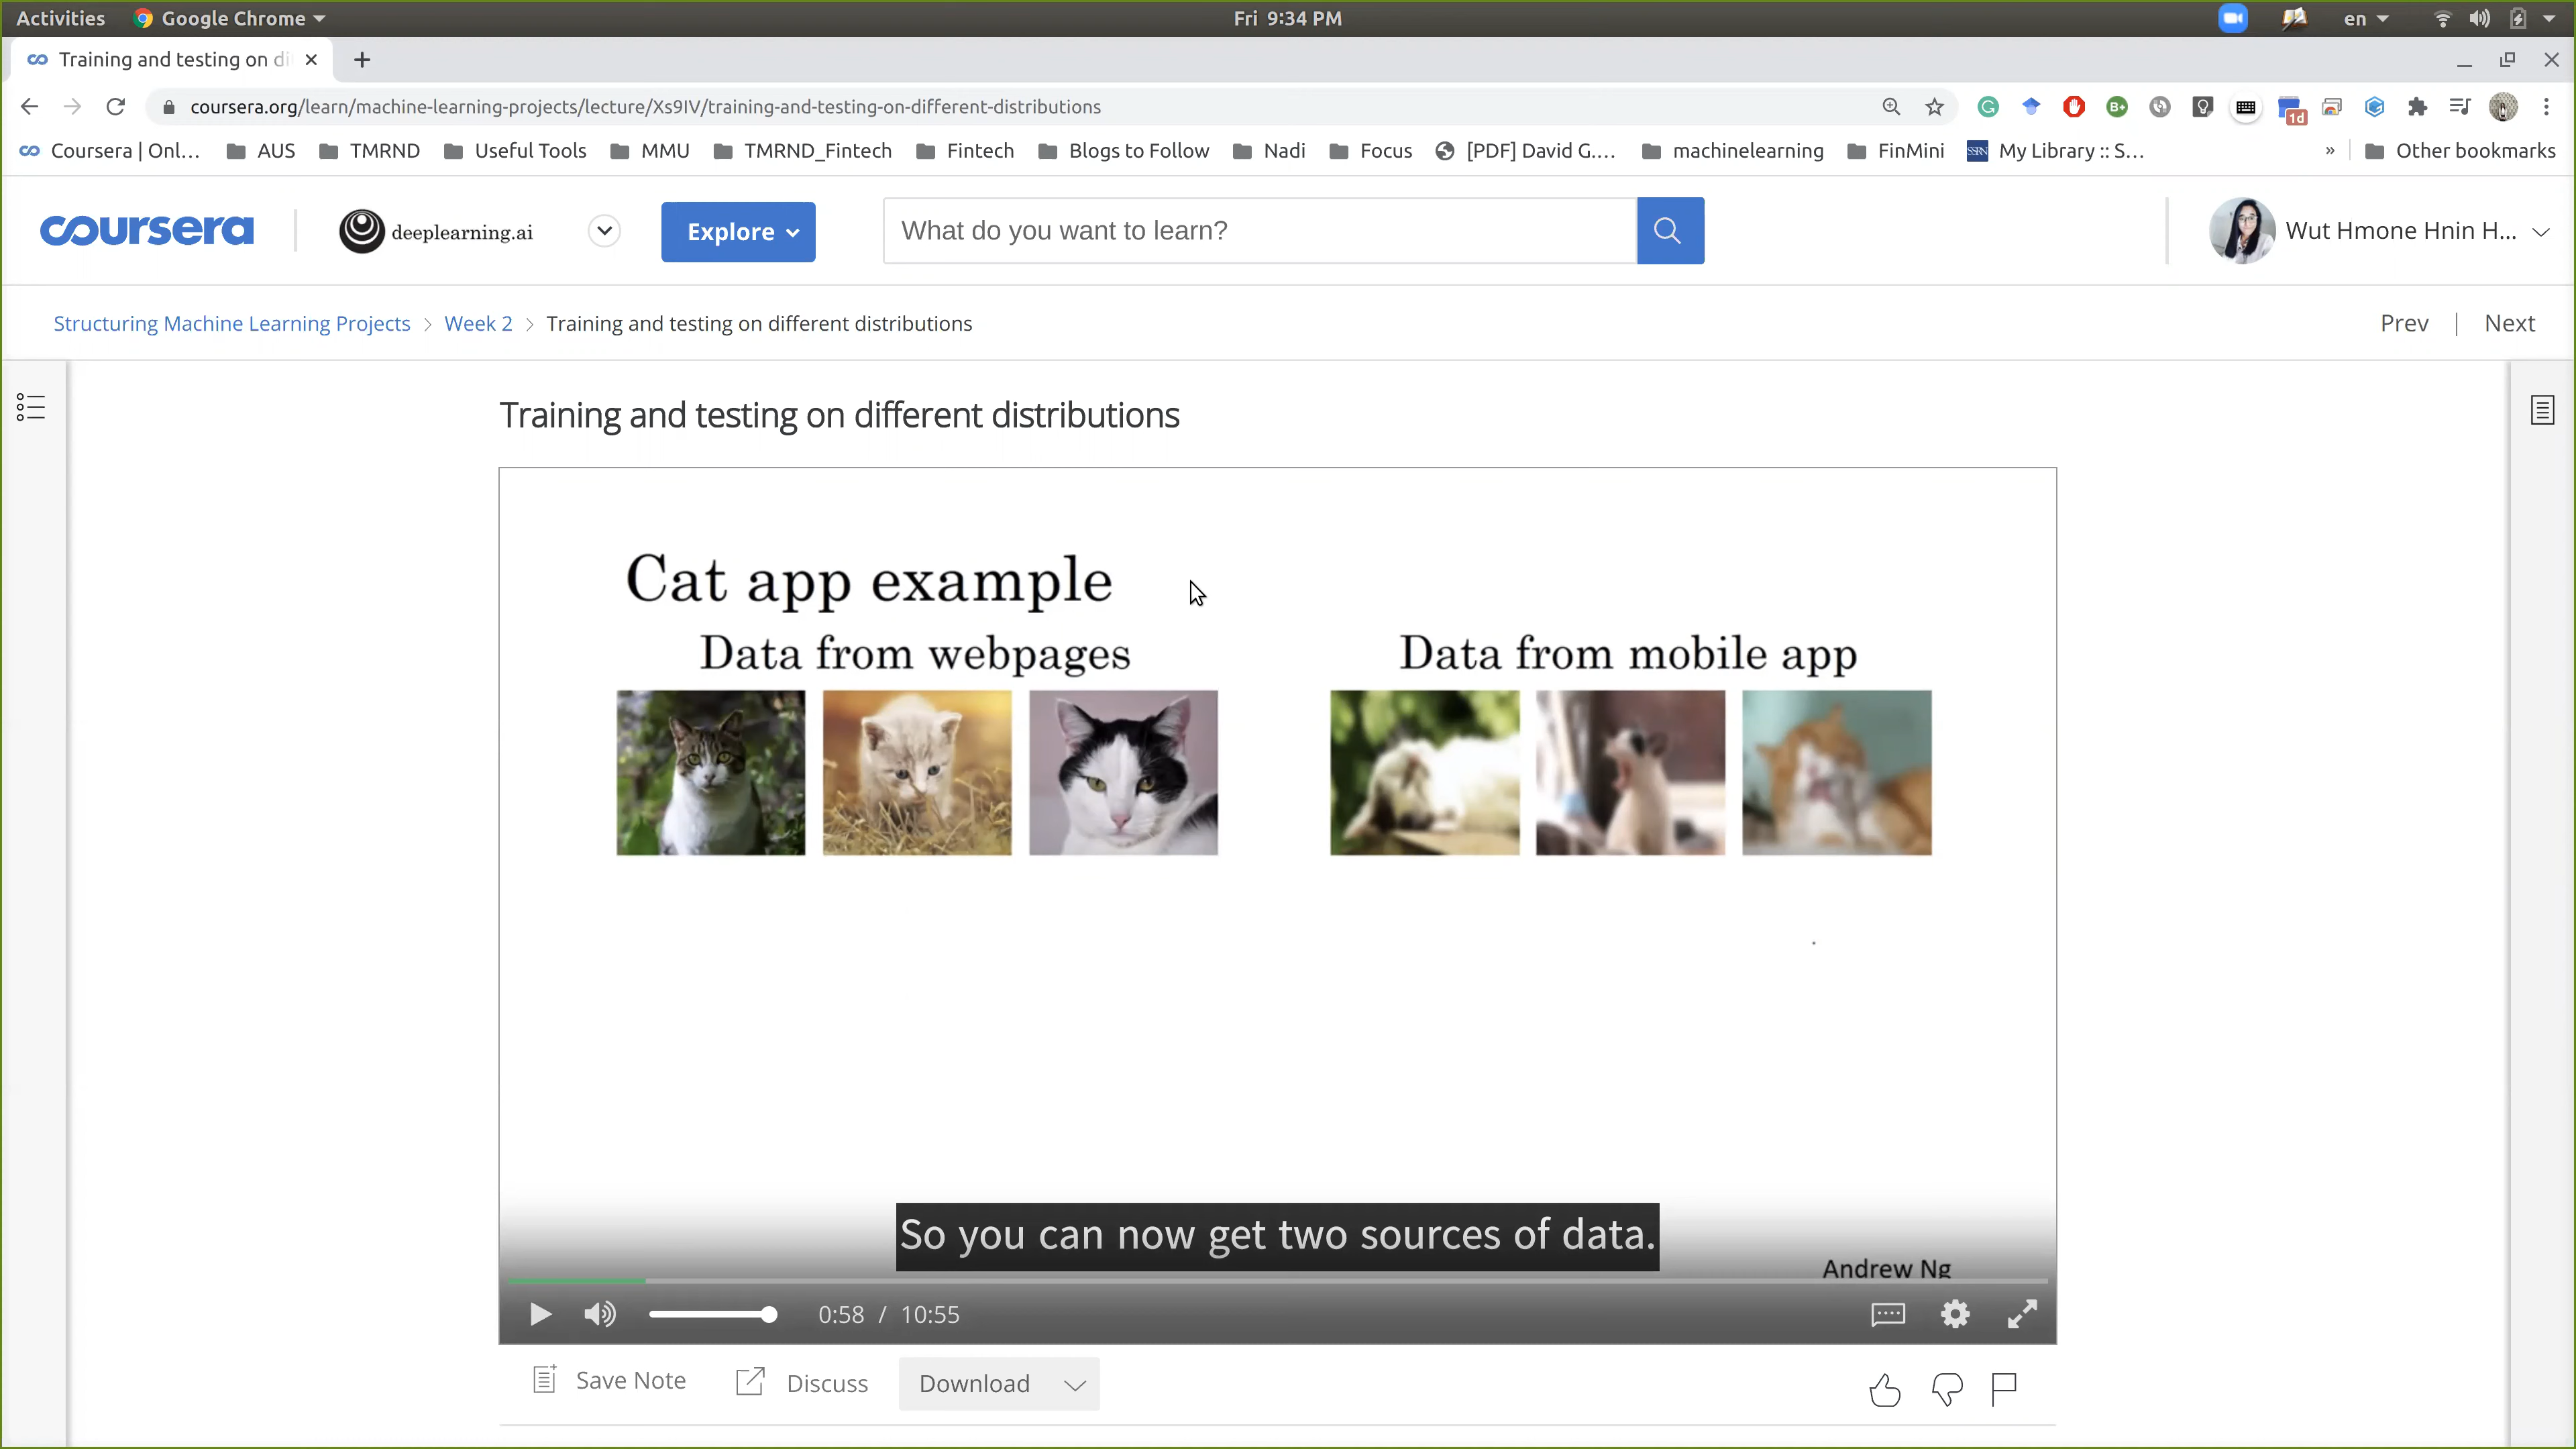 Activities Google Chrome Fri 9:34 PM en
Training and testing on di
coursera.org/learn/machine-learning-projects/lecture/Xs9IV/training-and-testing-on-different-distributions 1d
Coursera | Onl... AUS TMRND Useful Tools MMU TMRND_Fintech Fintech Blogs to Follow Nadi Focus [PDF] David G.... machinelearning FinMini SSRN My Library :: S... » Other bookmarks
coursera deeplearning.ai Explore What do you want to learn? Wut Hmone Hnin H...
Structuring Machine Learning Projects > Week 2 > Training and testing on different distributions Prev | Next
Training and testing on different distributions
Cat app example
Data from webpages Data from mobile app
So you can now get two sources of data.
Andrew Ng
0:58 / 10:55
Save Note Discuss Download